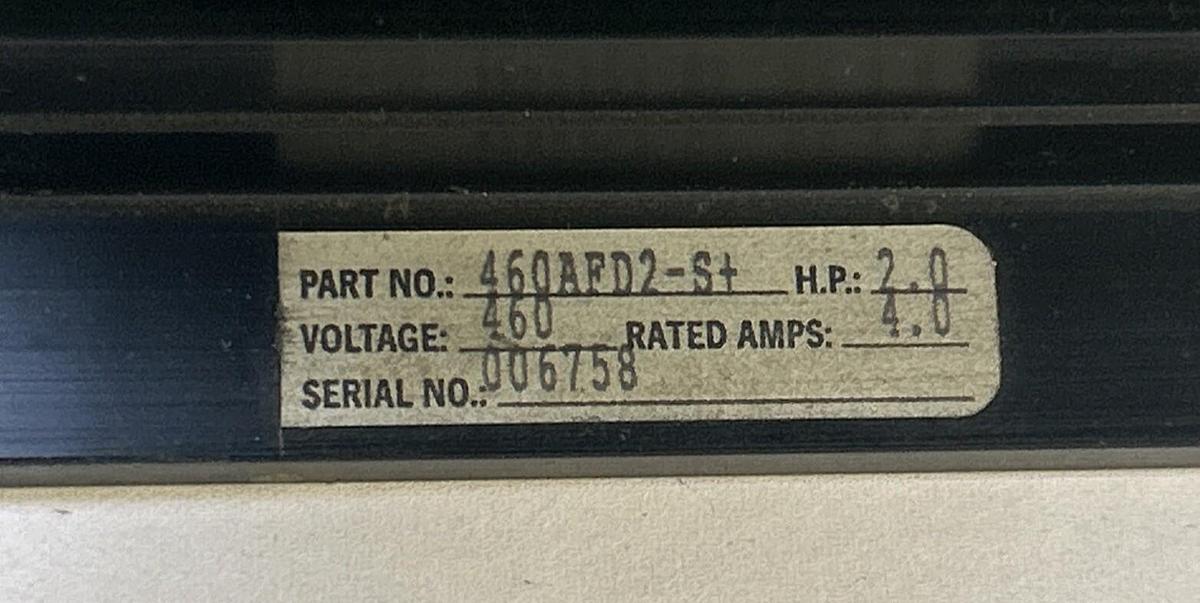 PART NO.: 460AFD2-S+ H.P.: 2.0
VOLTAGE: 460 RATED AMPS: 4.0
SERIAL NO.: 006758